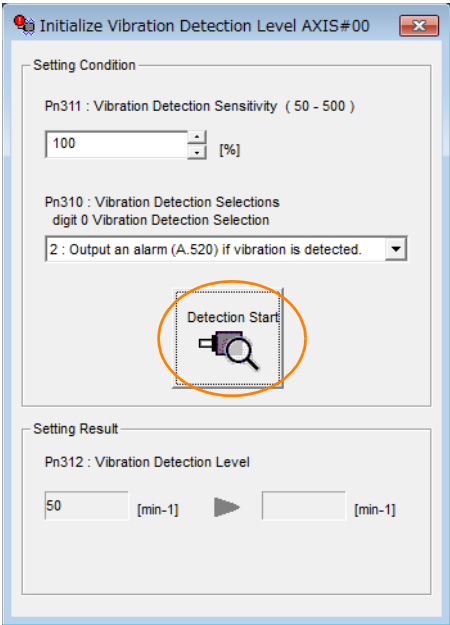 Initialize Vibration Detection Level AXIS#00
Setting Condition
Pn311 : Vibration Detection Sensitivity ( 50 - 500 )
100
[%]
Pn310 : Vibration Detection Selections
digit 0 Vibration Detection Selection
2 : Output an alarm (A.520) if vibration is detected.
Detection Start
Setting Result
Pn312 : Vibration Detection Level
50 [min-1] [min-1]